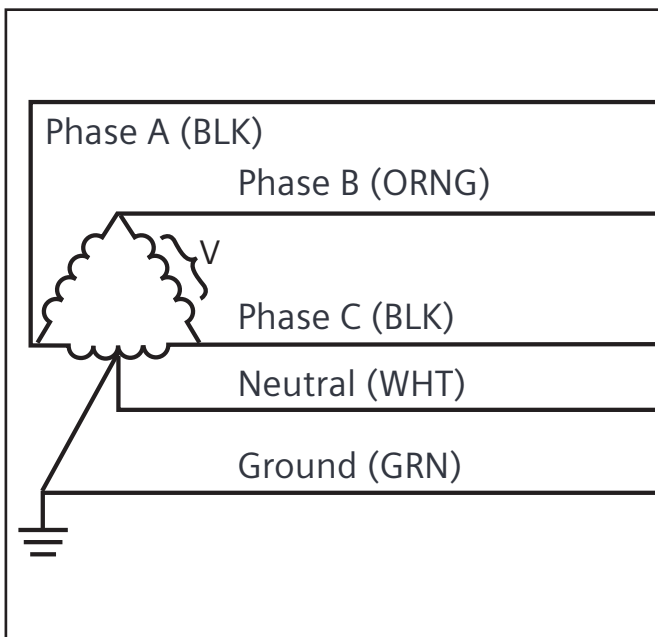 Phase A (BLK)
Phase B (ORNG)
V
Phase C (BLK)
Neutral (WHT)
Ground (GRN)